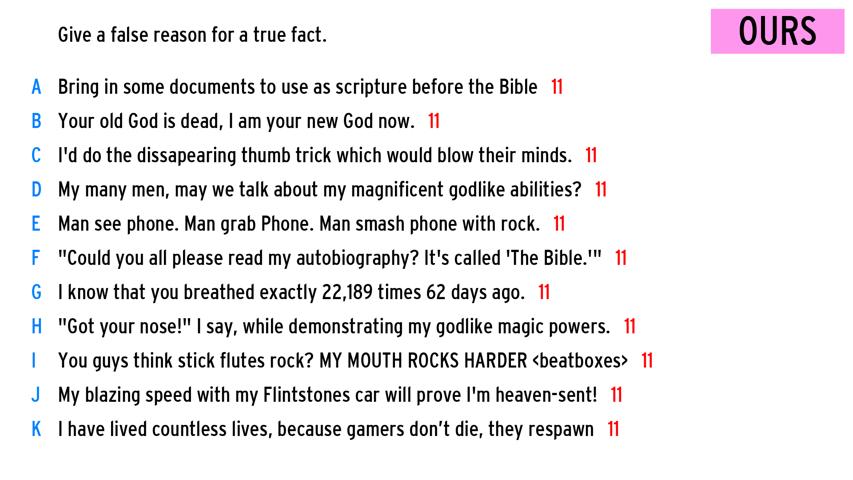 OURS
Give a false reason for a true fact.
A Bring in some documents to use as scripture before the Bible 11
B Your old God is dead, I am your new God now. 11
C I'd do the dissapearing thumb trick which would blow their minds. 11
D My many men, may we talk about my magnificent godlike abilities? 11
E Man see phone. Man grab Phone. Man smash phone with rock. 11
F "Could you all please read my autobiography? It's called 'The Bible.'" 11
G I know that you breathed exactly 22,189 times 62 days ago. 11
H "Got your nose!" I say, while demonstrating my godlike magic powers. 11
I You guys think stick flutes rock? MY MOUTH ROCKS HARDER <beatboxes> 11
J My blazing speed with my Flintstones car will prove I'm heaven-sent! 11
K I have lived countless lives, because gamers don’t die, they respawn 11